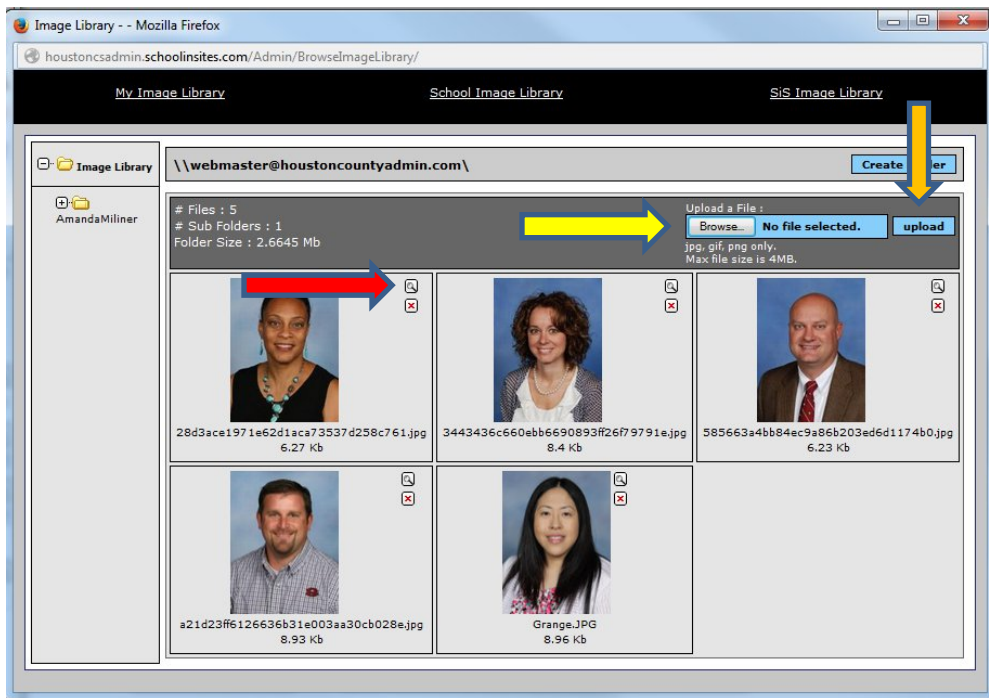 Image Library - - Mozilla Firefox
houstoncsadmin.schoolinsites.com/Admin/BrowseImageLibrary/
My Image Library School Image Library SiS Image Library
Image Library
\\webmaster@houstoncountyadmin.com\
Create
AmandaMiliner
# Files : 5
# Sub Folders : 1
Folder Size : 2.6645 Mb
Upload a File :
Browse... No file selected. upload
jpg, gif, png only.
Max file size is 4MB.
28d3ace1971e62d1aca73537d258c761.jpg
6.27 Kb
3443436c660ebb6690893ff26f79791e.jpg
8.4 Kb
585663a4bb84ec9a86b203ed6d1174b0.jpg
6.23 Kb
a21d23ff6126636b31e003aa30cb028e.jpg
8.93 Kb
Grange.JPG
8.96 Kb